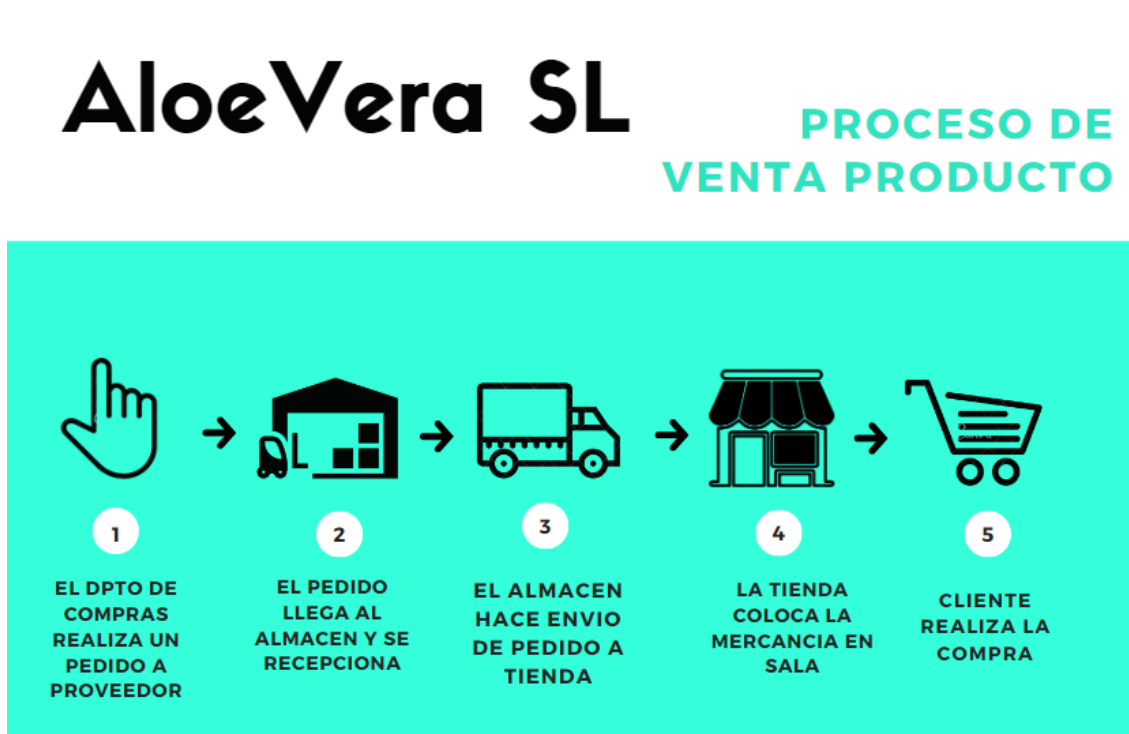 AloeVera SL
PROCESO DE
VENTA PRODUCTO
1
EL DPTO DE
COMPRAS
REALIZA UN
PEDIDO A
PROVEEDOR
2
EL PEDIDO
LLEGA AL
ALMACEN Y SE
RECEPCIONA
3
EL ALMACEN
HACE ENVIO
DE PEDIDO A
TIENDA
4
LA TIENDA
COLOCA LA
MERCANCIA EN
SALA
5
CLIENTE
REALIZA LA
COMPRA